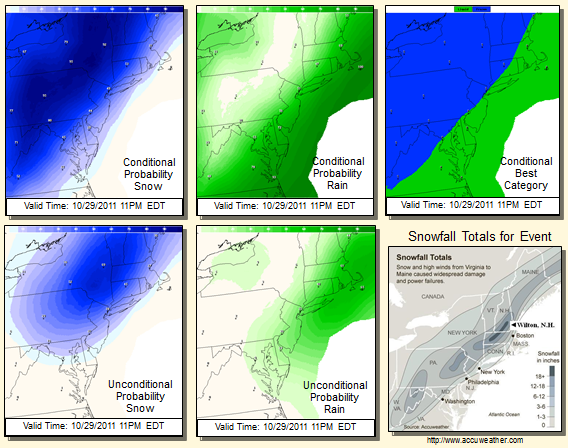 Conditional
Probability
Snow
Valid Time: 10/29/2011 11PM EDT
Conditional
Probability
Rain
Valid Time: 10/29/2011 11PM EDT
Conditional
Best
Category
Valid Time: 10/29/2011 11PM EDT
Unconditional
Probability
Snow
Valid Time: 10/29/2011 11PM EDT
Unconditional
Probability
Rain
Valid Time: 10/29/2011 11PM EDT
Snowfall Totals for Event
Snowfall Totals
Snow and high winds from Virginia to
Maine caused widespread damage
and power failures.
MAINE
CANADA
VT.
N.H.
Wilton, N.H.
NEW YORK
Boston
MASS.
CONN.
R.I.
PA.
New York
Philadelphia
N.J.
MD.
W.
VA.
Washington
VA.
Atlantic Ocean
Snowfall
in inches
18+
12-18
6-12
3-6
1-3
0
Source: Accuweather
http://www.accuweather.com